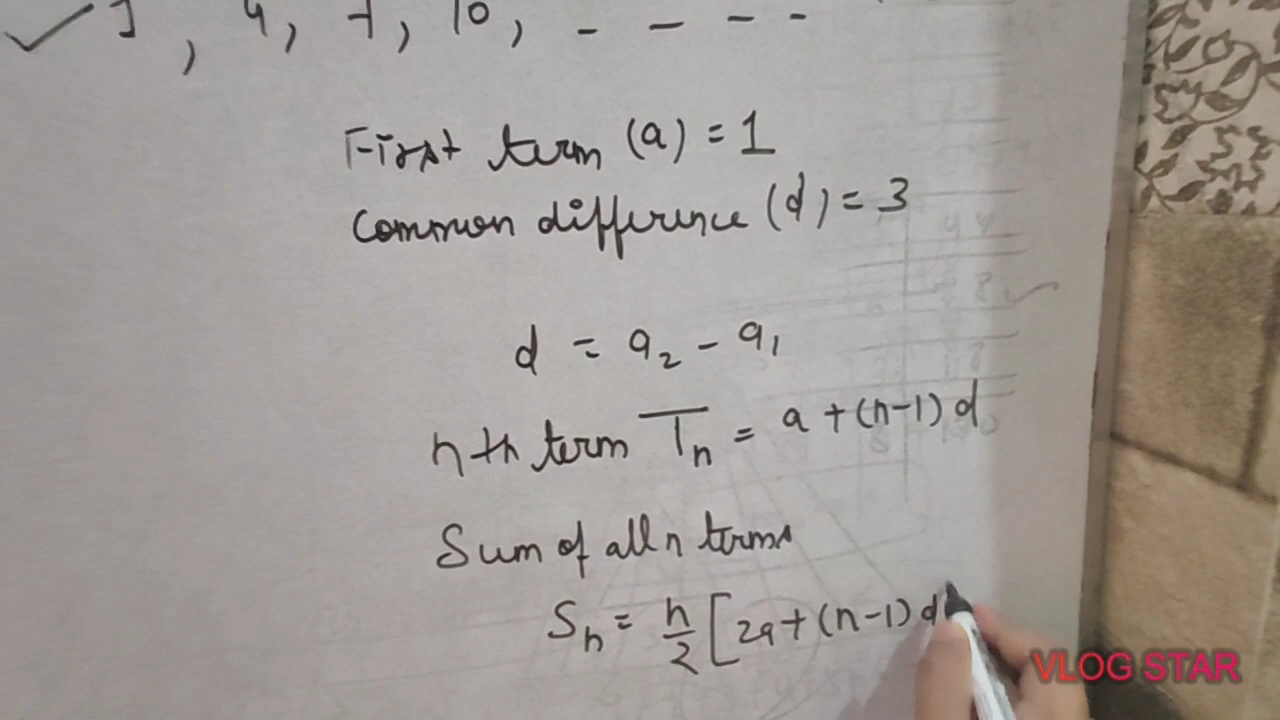 1, 4, 7, 10, - - - -
First term (a) = 1
Common difference (d) = 3
d = a₂ - a₁
nth term Tₙ = a + (n-1) d
Sum of all n terms
Sₙ = n/2 [2a + (n-1) d
VLOG STAR